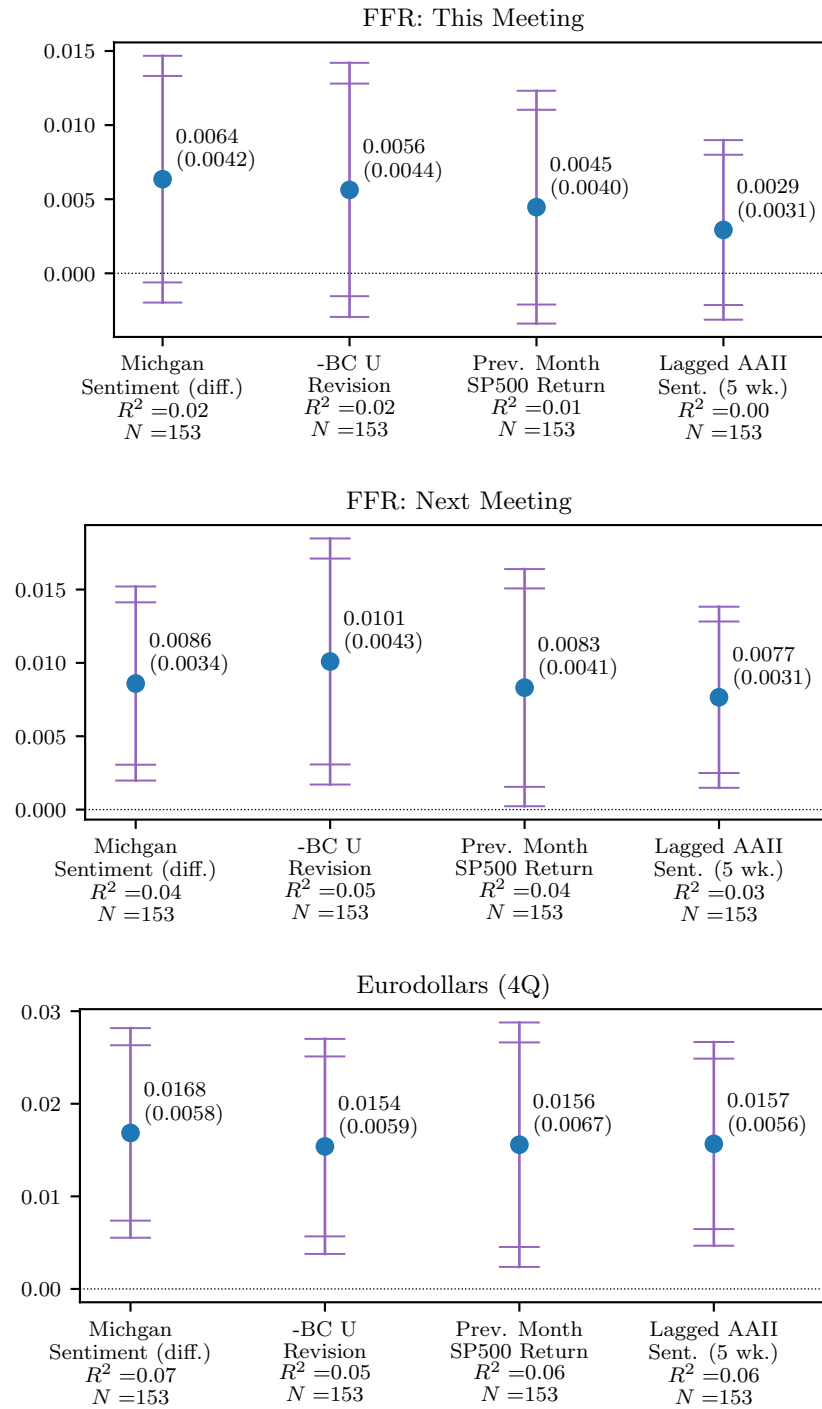 FFR: This Meeting
0.015
0.010
0.005
0.000
0.0064
(0.0042)
0.0056
(0.0044)
0.0045
(0.0040)
0.0029
(0.0031)
Michgan
Sentiment (diff.)
R² =0.02
N =153
-BC U
Revision
R² =0.02
N =153
Prev. Month
SP500 Return
R² =0.01
N =153
Lagged AAII
Sent. (5 wk.)
R² =0.00
N =153
FFR: Next Meeting
0.015
0.010
0.005
0.000
0.0086
(0.0034)
0.0101
(0.0043)
0.0083
(0.0041)
0.0077
(0.0031)
Michgan
Sentiment (diff.)
R² =0.04
N =153
-BC U
Revision
R² =0.05
N =153
Prev. Month
SP500 Return
R² =0.04
N =153
Lagged AAII
Sent. (5 wk.)
R² =0.03
N =153
Eurodollars (4Q)
0.03
0.02
0.01
0.00
0.0168
(0.0058)
0.0154
(0.0059)
0.0156
(0.0067)
0.0157
(0.0056)
Michgan
Sentiment (diff.)
R² =0.07
N =153
-BC U
Revision
R² =0.05
N =153
Prev. Month
SP500 Return
R² =0.06
N =153
Lagged AAII
Sent. (5 wk.)
R² =0.06
N =153